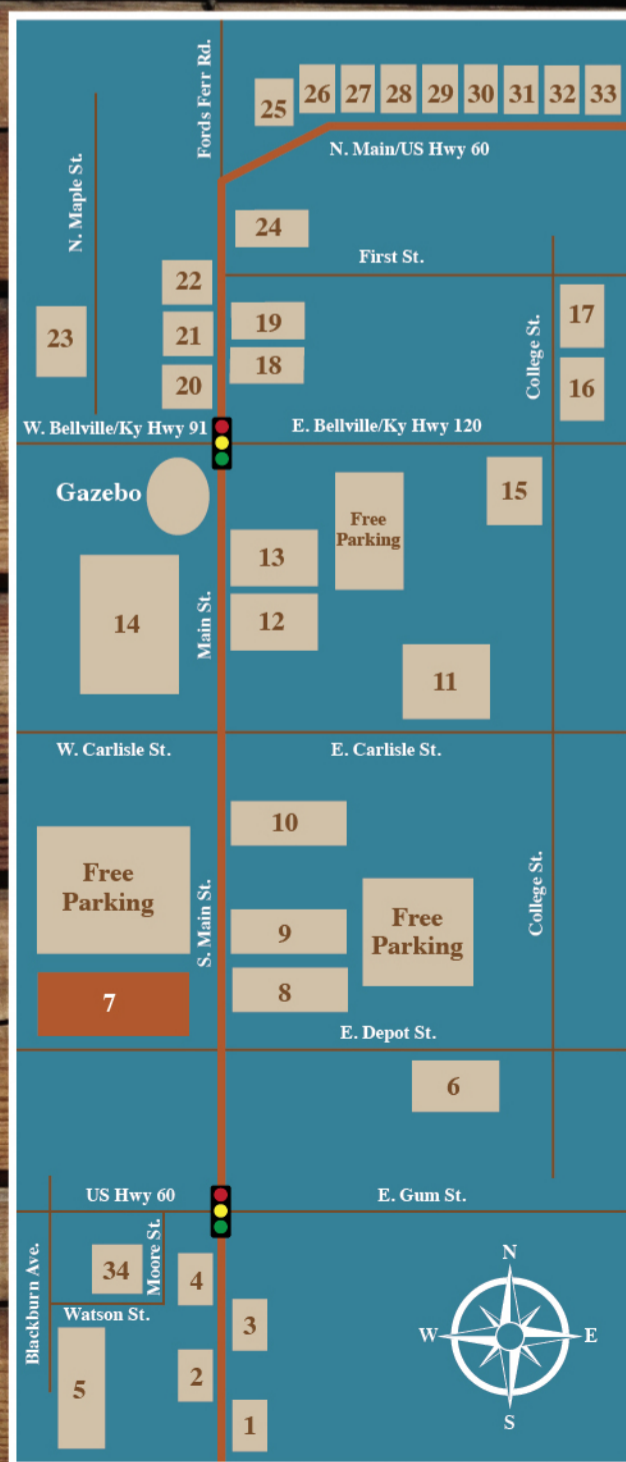 Fords Ferr Rd.
N. Maple St.
25
26
27
28
29
30
31
32
33
N. Main/US Hwy 60
24
First St.
22
23
21
19
18
20
College St.
17
16
W. Bellville/Ky Hwy 91
E. Bellville/Ky Hwy 120
Gazebo
Free
Parking
15
13
14
Main St.
12
11
W. Carlisle St.
E. Carlisle St.
10
Free
Parking
S. Main St.
9
Free
Parking
College St.
7
8
E. Depot St.
6
US Hwy 60
E. Gum St.
Blackburn Ave.
34
Moore St.
4
Watson St.
3
5
2
1
N
W
E
S